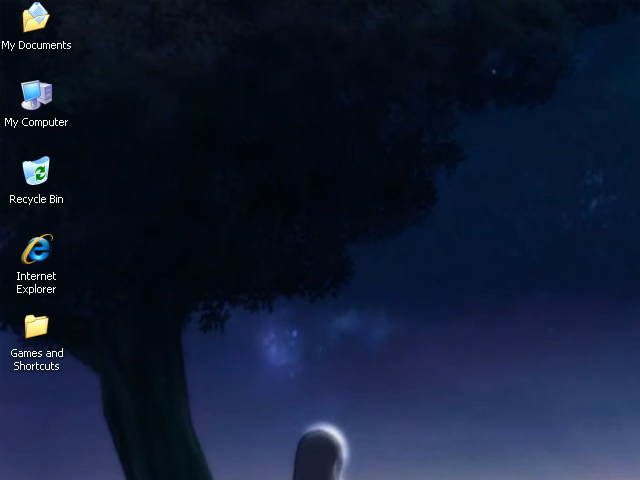 My Documents
My Computer
Recycle Bin
Internet
Explorer
Games and
Shortcuts